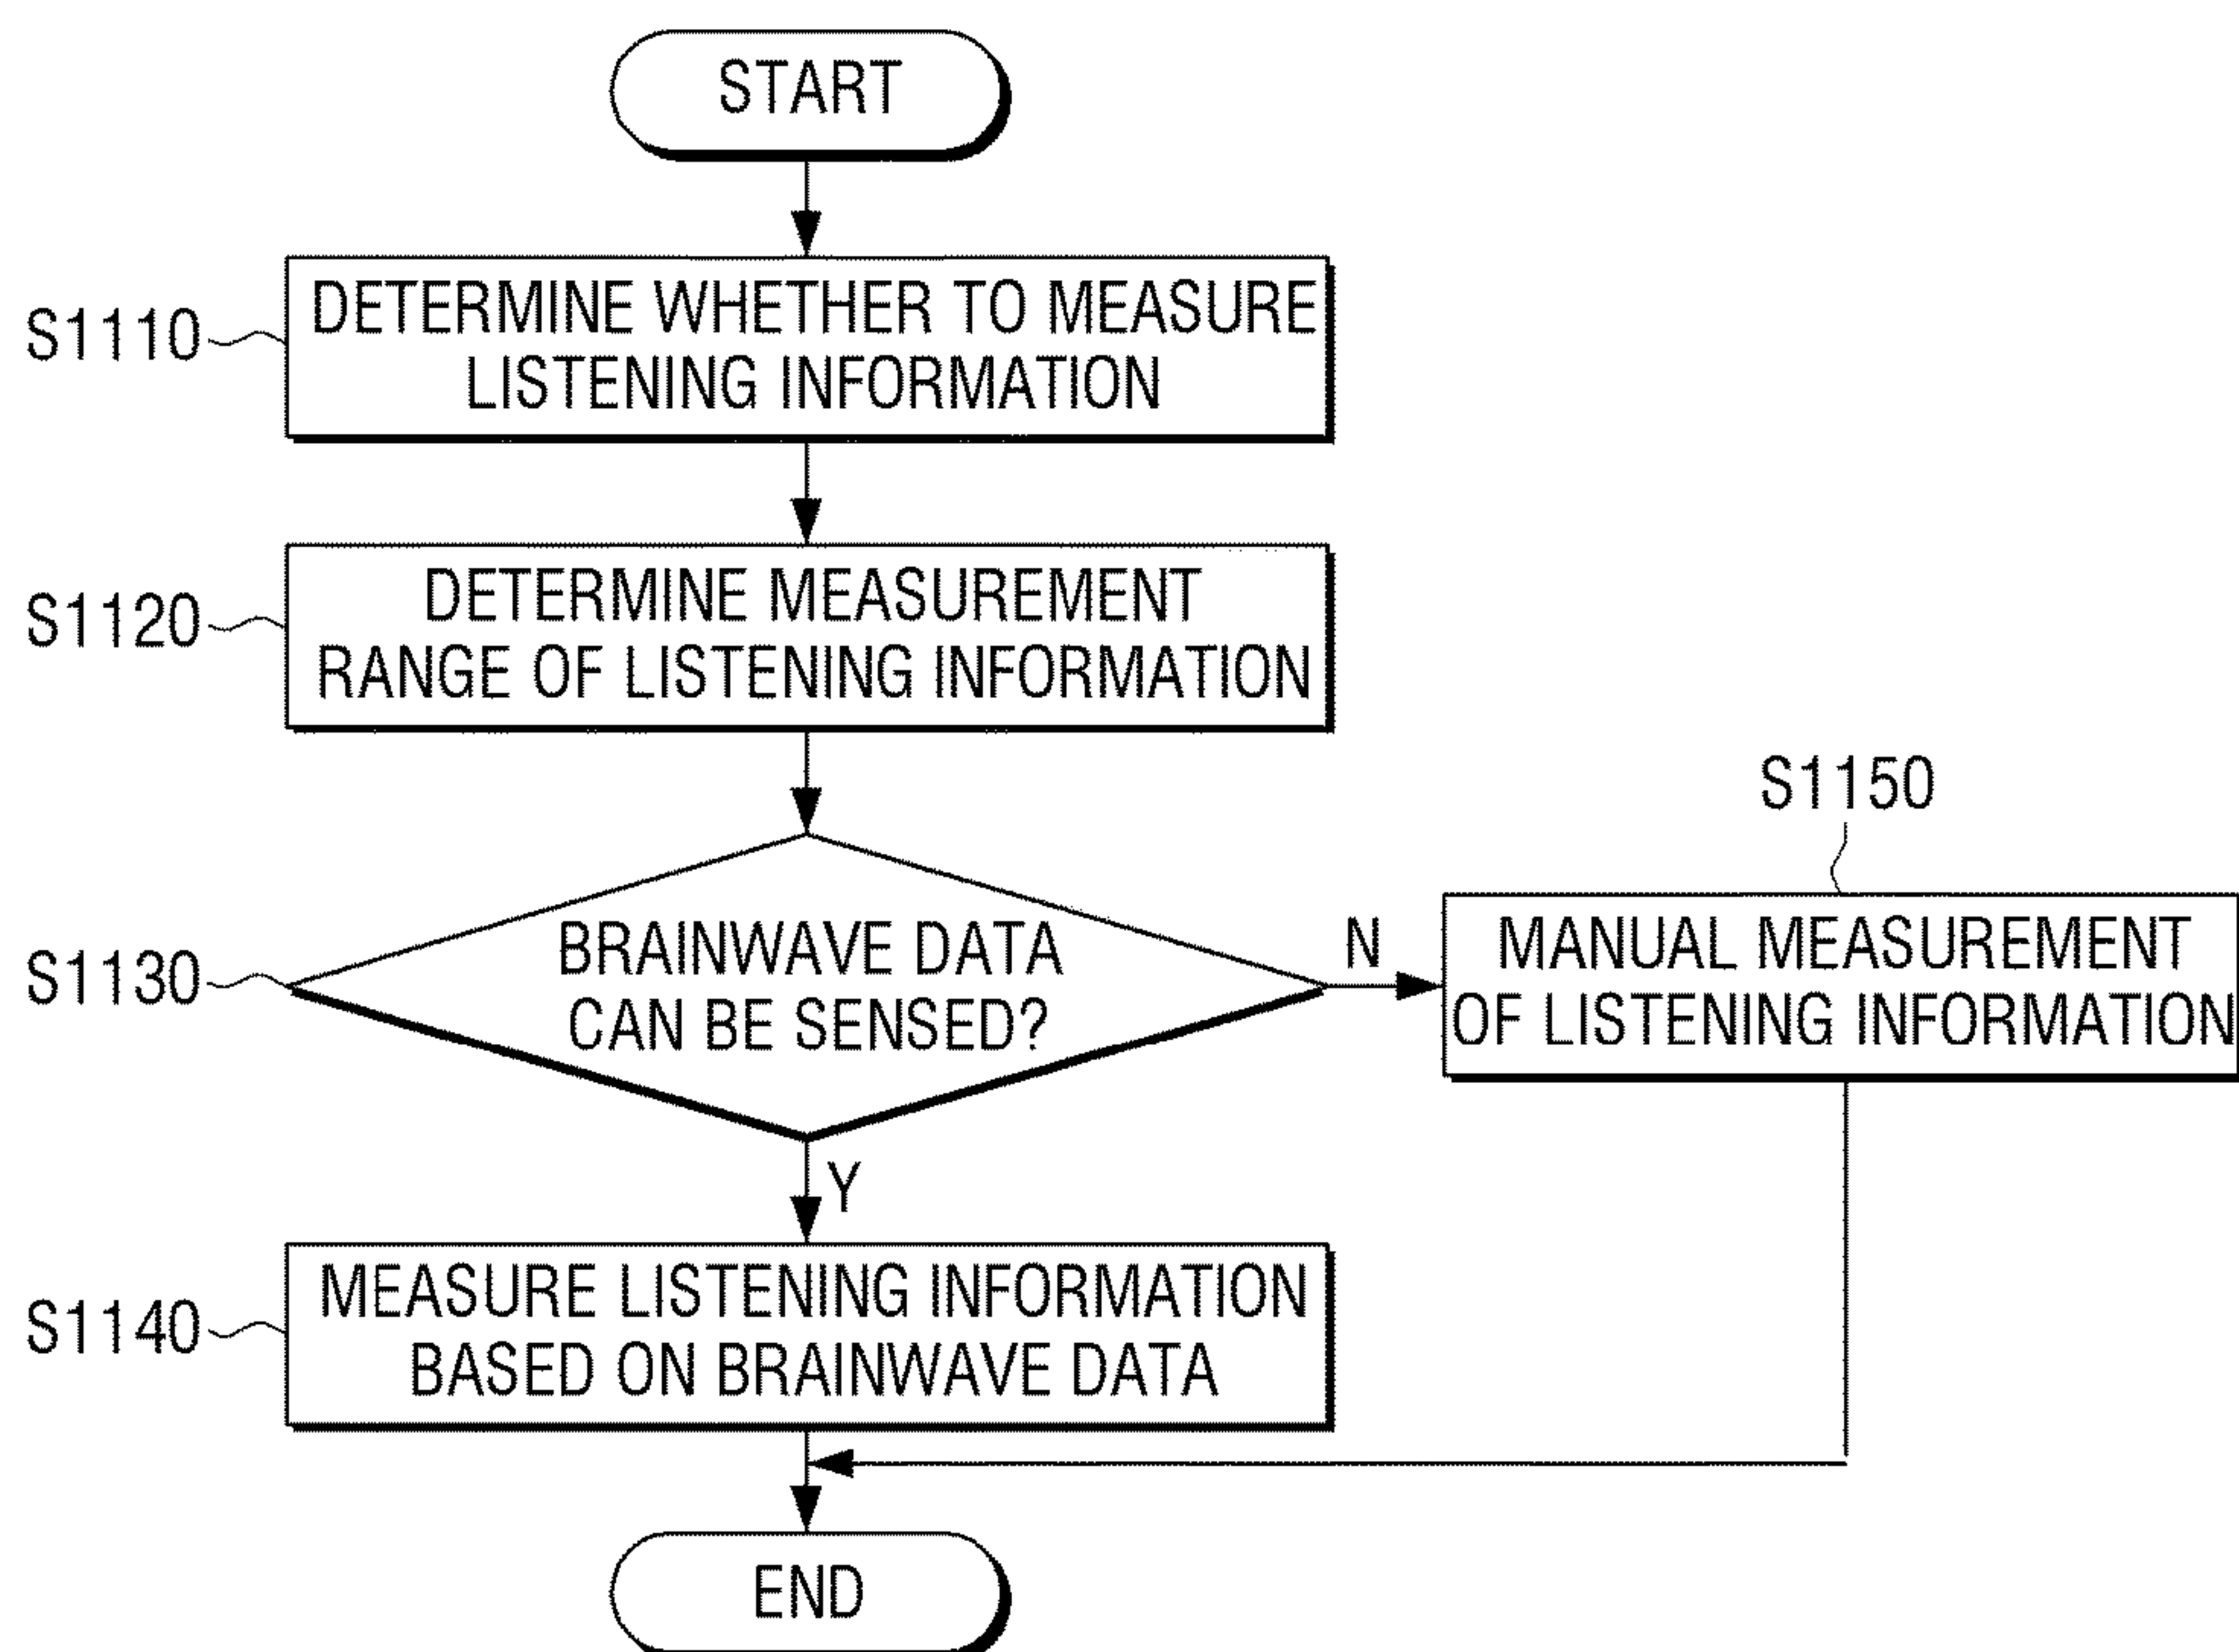 START
S1110
DETERMINE WHETHER TO MEASURE
LISTENING INFORMATION
S1120
DETERMINE MEASUREMENT
RANGE OF LISTENING INFORMATION
S1130
BRAINWAVE DATA
CAN BE SENSED?
N
S1150
MANUAL MEASUREMENT
OF LISTENING INFORMATION
Y
S1140
MEASURE LISTENING INFORMATION
BASED ON BRAINWAVE DATA
END